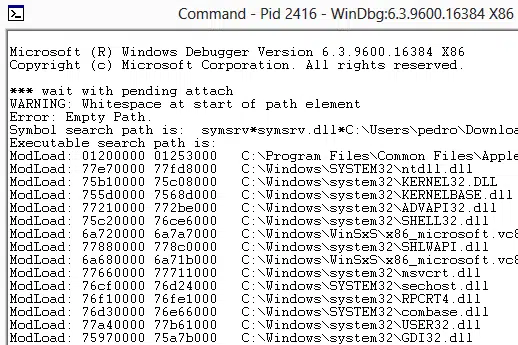 Command - Pid 2416 - WinDbg:6.3.9600.16384 X86
Microsoft (R) Windows Debugger Version 6.3.9600.16384 X86
Copyright (c) Microsoft Corporation. All rights reserved.
*** wait with pending attach
WARNING: Whitespace at start of path element
Error: Empty Path.
Symbol search path is: symsrv*symsrv.dll*C:\Users\pedro\Downloa
Executable search path is:
ModLoad: 01200000 01253000 C:\Program Files\Common Files\Apple
ModLoad: 77e70000 77fd8000 C:\Windows\SYSTEM32\ntdll.dll
ModLoad: 75b10000 75c08000 C:\Windows\SYSTEM32\KERNEL32.DLL
ModLoad: 755d0000 7568d000 C:\Windows\SYSTEM32\KERNELBASE.dll
ModLoad: 77210000 772be000 C:\Windows\SYSTEM32\ADVAPI32.dll
ModLoad: 75c20000 76ce6000 C:\Windows\SYSTEM32\SHELL32.dll
ModLoad: 6a720000 6a7a7000 C:\Windows\WinSxS\x86_microsoft.vc8
ModLoad: 77880000 778c0000 C:\Windows\SYSTEM32\SHLWAPI.dll
ModLoad: 6a680000 6a71b000 C:\Windows\WinSxS\x86_microsoft.vc8
ModLoad: 77660000 77711000 C:\Windows\SYSTEM32\msvcrt.dll
ModLoad: 76cf0000 76d24000 C:\Windows\SYSTEM32\sechost.dll
ModLoad: 76f10000 76fe1000 C:\Windows\SYSTEM32\RPCRT4.dll
ModLoad: 76d30000 76e66000 C:\Windows\SYSTEM32\combase.dll
ModLoad: 77a40000 77b61000 C:\Windows\system32\USER32.dll
ModLoad: 75970000 75a7b000 C:\Windows\system32\GDI32.dll